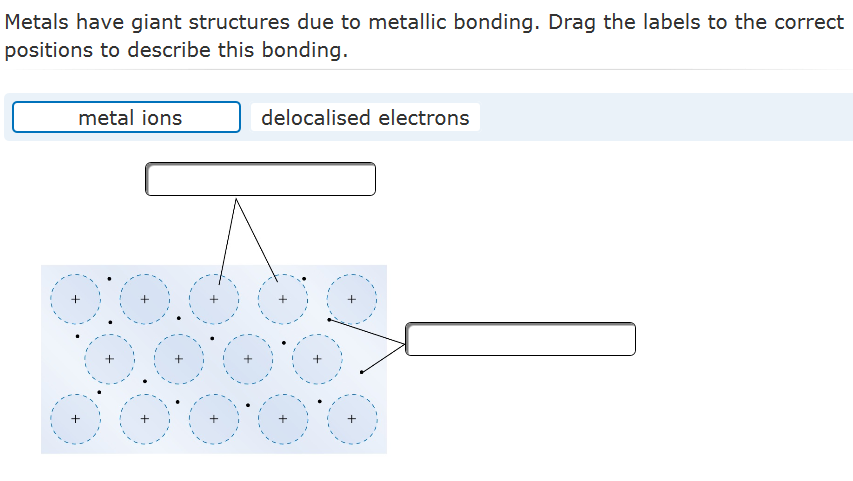 Metals have giant structures due to metallic bonding. Drag the labels to the correct
positions to describe this bonding.
metal ions delocalised electrons
+ + + + +
+ + + +
+ + + + +